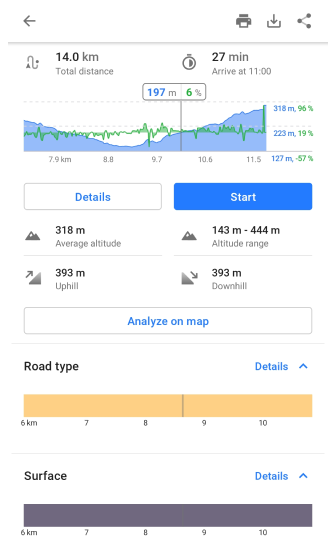 14.0 km
27 min
Total distance
Arrive at 11:00
197 m 6 %
318 m, 96 %
223 m, 19 %
127 m, -57 %
7.9 km 8.8 9.7 10.6 11.5
Details
Start
318 m
143 m - 444 m
Average altitude
Altitude range
393 m
393 m
Uphill
Downhill
Analyze on map
Road type
Details
6 km 7 8 9 10
Surface
Details
6 km 7 8 9 10